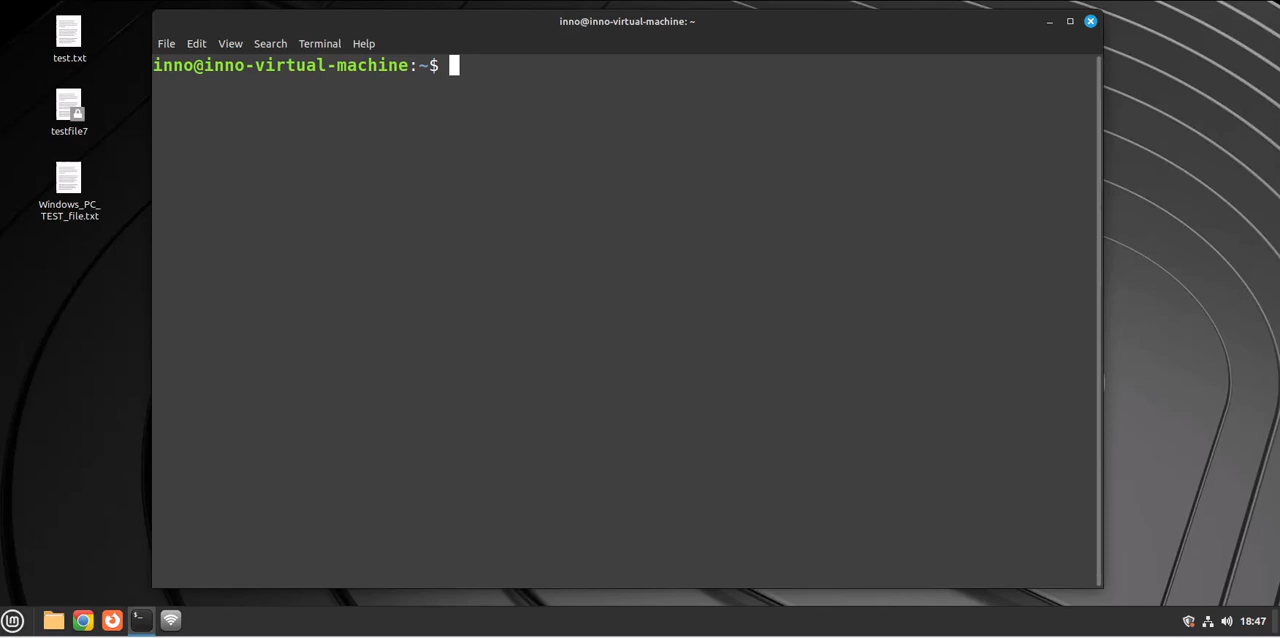 inno@inno-virtual-machine: ~
File Edit View Search Terminal Help
inno@inno-virtual-machine:~$
test.txt
testfile7
Windows_PC_
TEST_file.txt
18:47